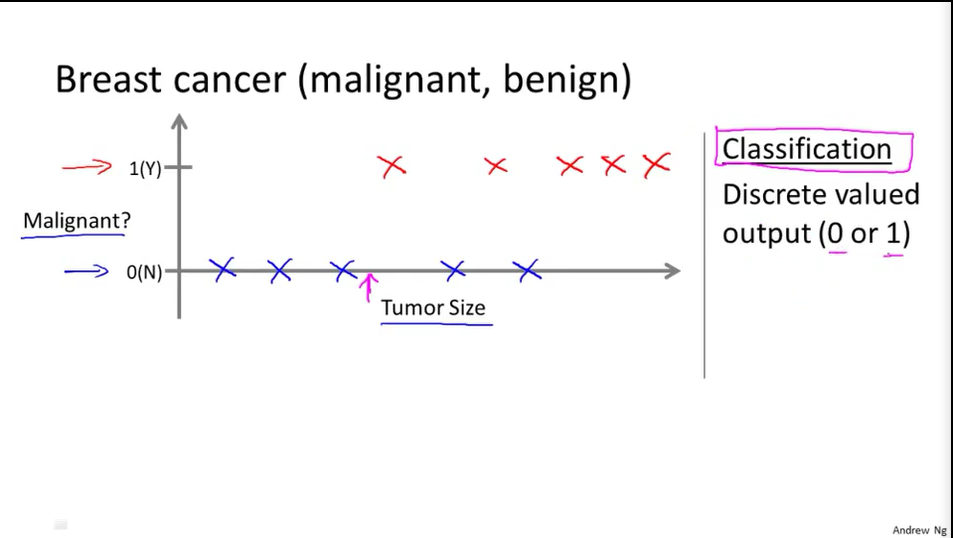 Breast cancer (malignant, benign)
1(Y)
Malignant?
0(N)
Tumor Size
Classification
Discrete valued
output (0 or 1)
Andrew Ng